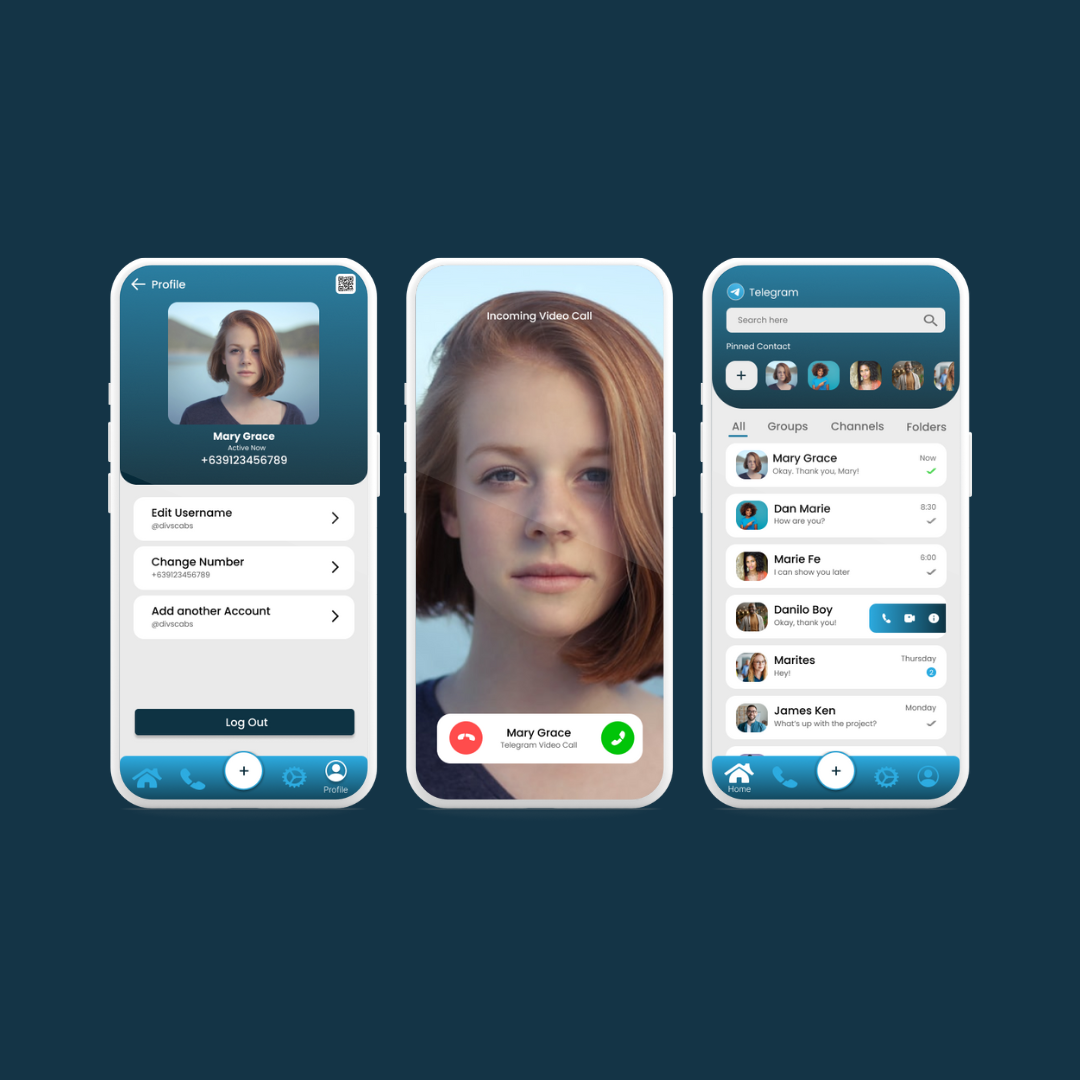 Profile
Mary Grace
Active Now
+639123456789
Edit Username
@divscabs
Change Number
+639123456789
Add another Account
@divscabs
Log Out
+
Profile
Incoming Video Call
Mary Grace
Telegram Video Call
Telegram
Search here
Pinned Contact
+
All Groups Channels Folders
Mary Grace Now
Okay. Thank you, Mary!
Dan Marie 8:30
How are you?
Marie Fe 6:00
I can show you later
Danilo Boy
Okay, thank you!
Marites Thursday
Hey! 2
James Ken Monday
What's up with the project?
+
Home